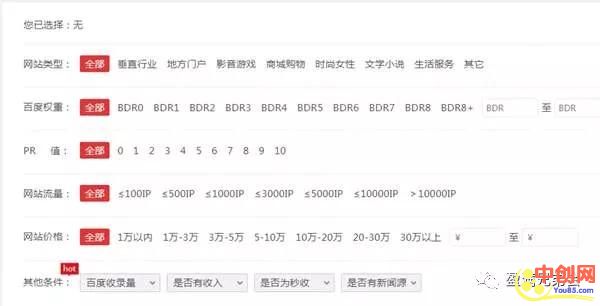 您已选择：无
网站类型： 全部 垂直行业 地方门户 影音游戏 商城购物 时尚女性 文学小说 生活服务 其它
百度权重： 全部 BDR0 BDR1 BDR2 BDR3 BDR4 BDR5 BDR6 BDR7 BDR8 BDR8+ BDR 至 BDR
PR 值： 全部 0 1 2 3 4 5 6 7 8 9 10
网站流量： 全部 ≤100IP ≤500IP ≤1000IP ≤3000IP ≤5000IP ≤10000IP ＞10000IP
网站价格： 全部 1万以内 1万-3万 3万-5万 5-10万 10万-20万 20-30万 30万以上 ¥ 至 ¥
hot
其他条件： 百度收录量 是否有收入 是否为秒收 是否有新闻源
中创网
You85.com